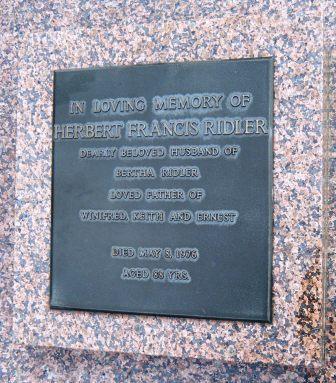 IN LOVING MEMORY OF
HERBERT FRANCIS RIDLER
DEARLY BELOVED HUSBAND OF
BERTHA RIDLER
LOVED FATHER OF
WINIFRED, KEITH AND ERNEST
DIED MAY 8, 1976
AGED 88 YRS.